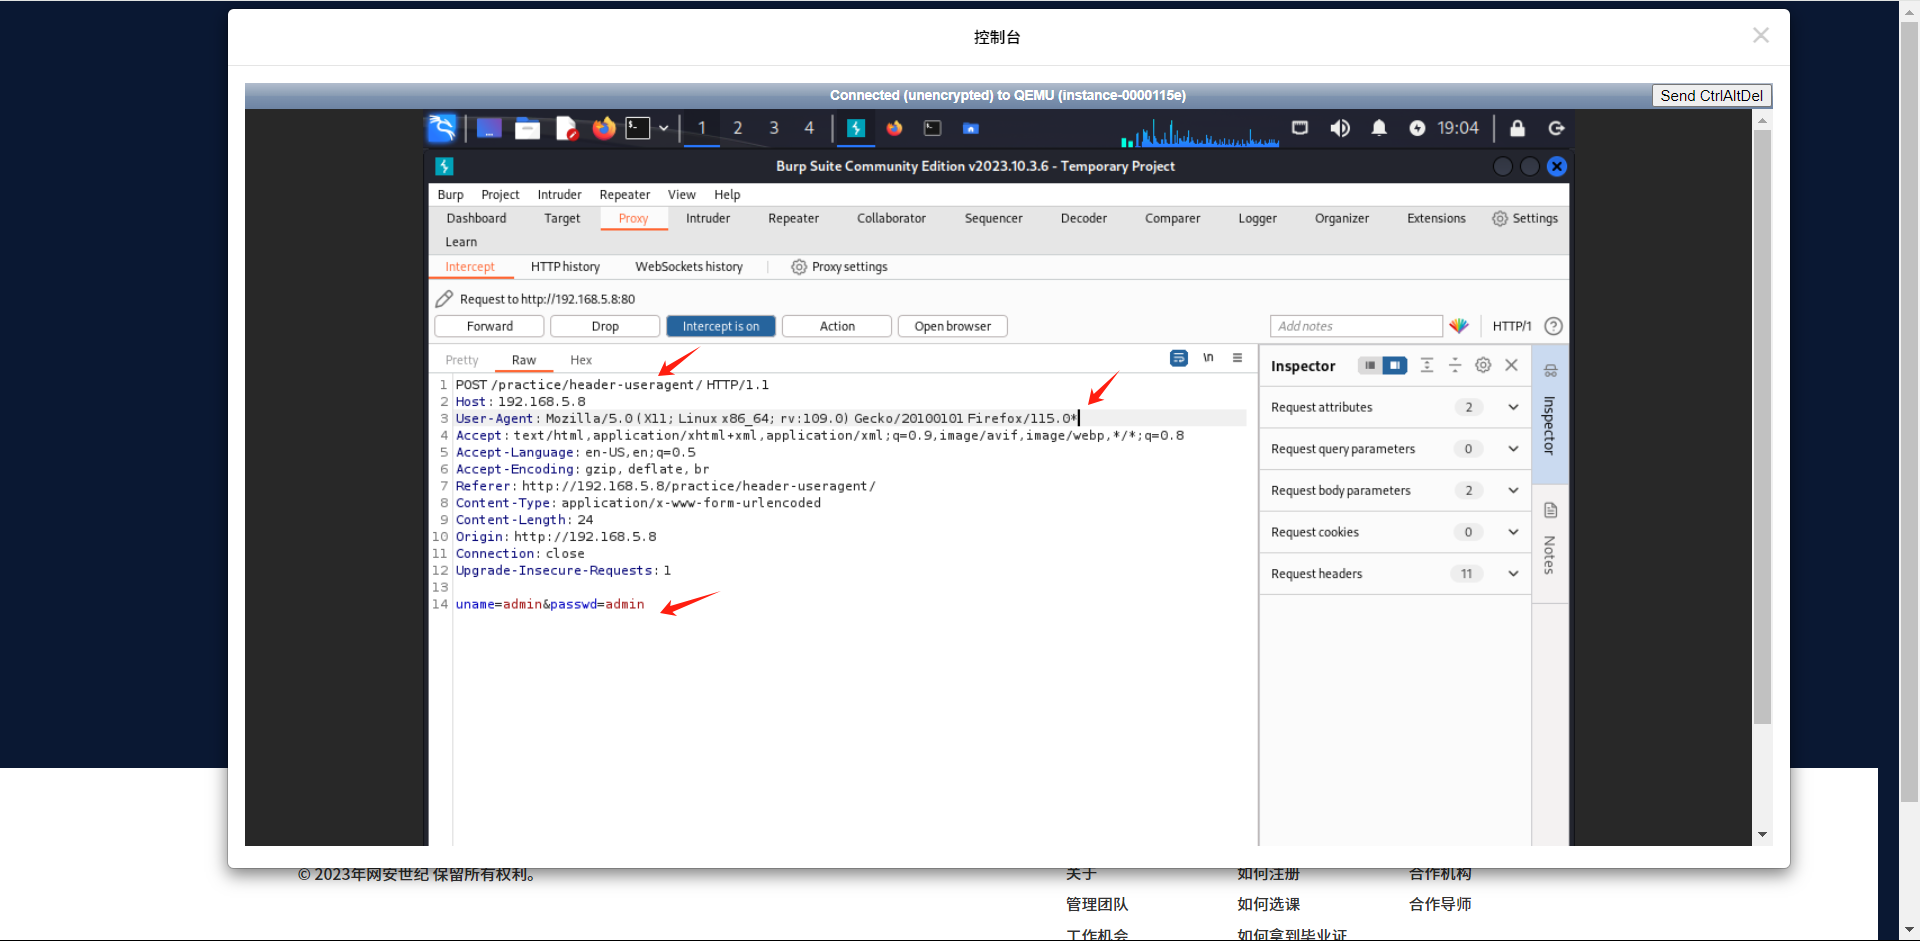 控制台
Connected (unencrypted) to QEMU (instance-0000115e)
Send CtrlAltDel
1 2 3 4
19:04
Burp Suite Community Edition v2023.10.3.6 - Temporary Project
Burp Project Intruder Repeater View Help
Dashboard Target Proxy Intruder Repeater Collaborator Sequencer Decoder Comparer Logger Organizer Extensions Settings
Learn
Intercept HTTP history WebSockets history Proxy settings
Request to http://192.168.5.8:80
Forward Drop Intercept is on Action Open browser Add notes HTTP/1
Pretty Raw Hex \n
Inspector
1 POST /practice/header-useragent/ HTTP/1.1
2 Host: 192.168.5.8
3 User-Agent: Mozilla/5.0 (X11; Linux x86_64; rv:109.0) Gecko/20100101 Firefox/115.0*
4 Accept: text/html,application/xhtml+xml,application/xml;q=0.9,image/avif,image/webp,*/*;q=0.8
5 Accept-Language: en-US,en;q=0.5
6 Accept-Encoding: gzip, deflate, br
7 Referer: http://192.168.5.8/practice/header-useragent/
8 Content-Type: application/x-www-form-urlencoded
9 Content-Length: 24
10 Origin: http://192.168.5.8
11 Connection: close
12 Upgrade-Insecure-Requests: 1
13
14 uname=admin&passwd=admin
Request attributes 2
Request query parameters 0
Request body parameters 2
Request cookies 0
Request headers 11
Inspector
Notes
© 2023年网安世纪 保留所有权利。
关于 如何注册 合作机构
管理团队 如何选课 合作导师
工作机会 如何拿到毕业证